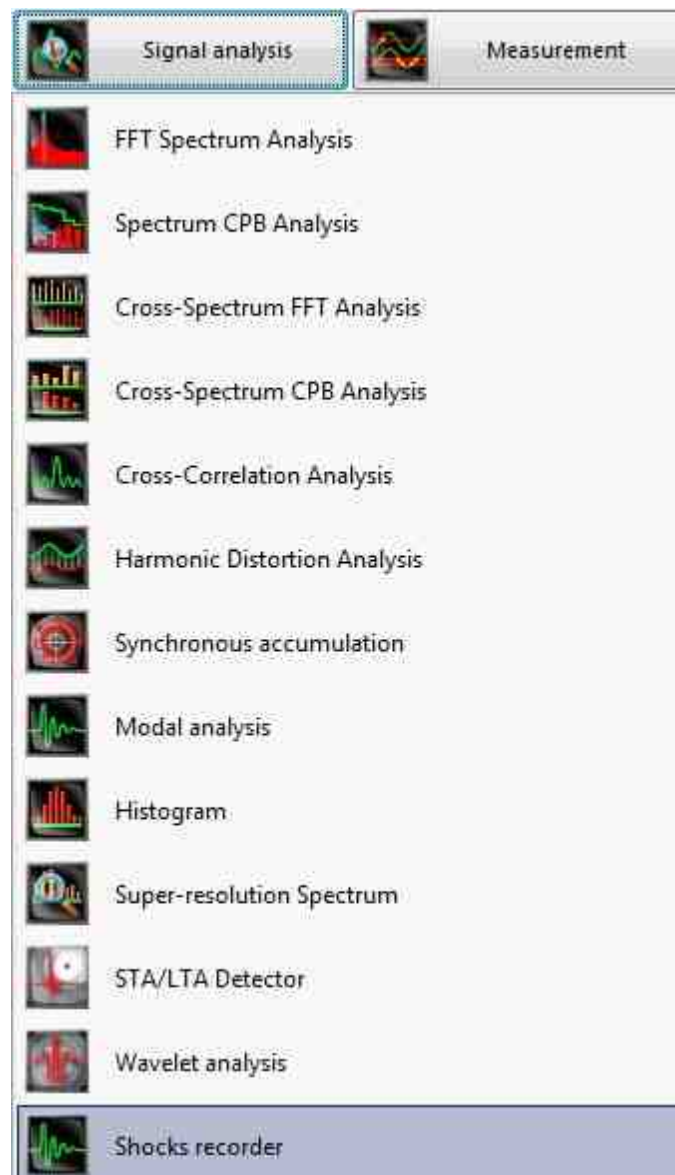 Signal analysis
Measurement
FFT Spectrum Analysis
Spectrum CPB Analysis
Cross-Spectrum FFT Analysis
Cross-Spectrum CPB Analysis
Cross-Correlation Analysis
Harmonic Distortion Analysis
Synchronous accumulation
Modal analysis
Histogram
Super-resolution Spectrum
STA/LTA Detector
Wavelet analysis
Shocks recorder